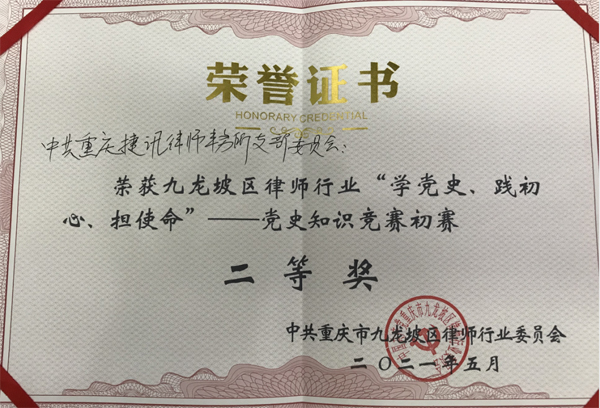 荣誉证书
HONORARY CREDENTIAL
中共重庆捷讯律师事务所支部委员会：
荣获九龙坡区律师行业“学党史、践初
心、担使命”——党史知识竞赛初赛
二等奖
中共重庆市九龙坡区律师行业委员会
二〇二一年五月